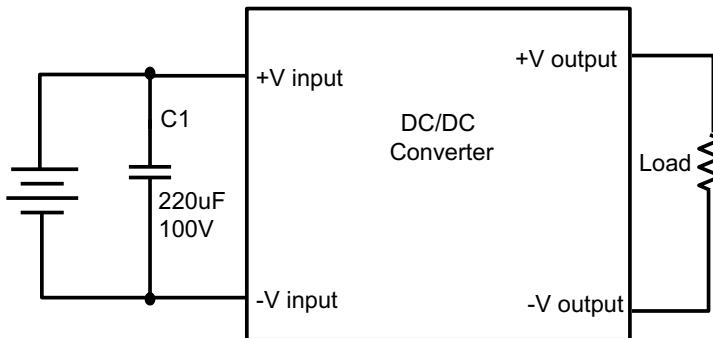 +V output
+V input
C1
DC/DC
Converter
Load
220uF
100V
-V input
-V output